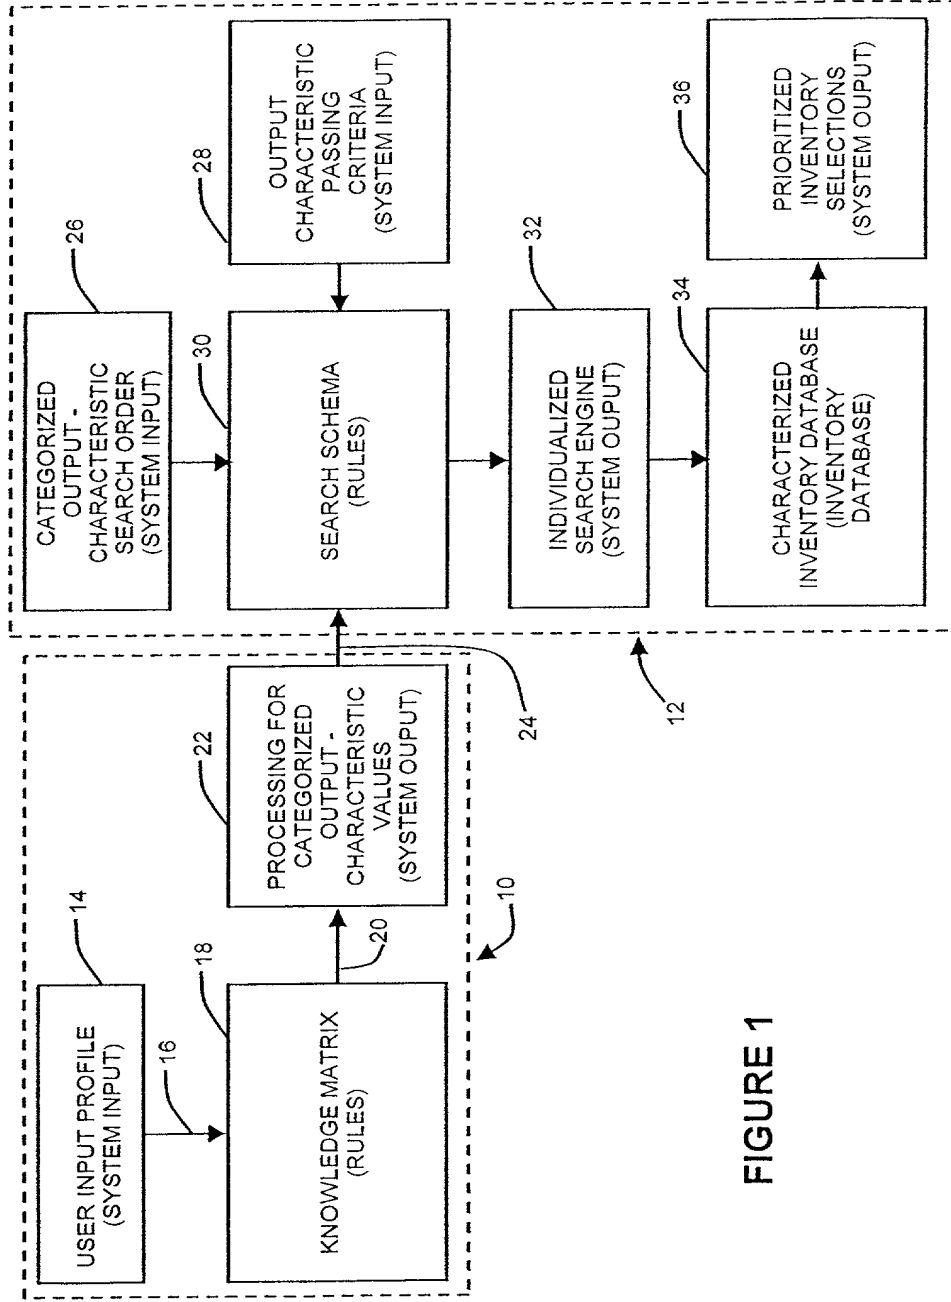 USER INPUT PROFILE
(SYSTEM INPUT)
14
16
KNOWLEDGE MATRIX
(RULES)
18
20
PROCESSING FOR
CATEGORIZED
OUTPUT -
CHARACTERISTIC
VALUES
(SYSTEM OUPUT)
22
10
24
12
CATEGORIZED
OUTPUT -
CHARACTERISTIC
SEARCH ORDER
(SYSTEM INPUT)
26
SEARCH SCHEMA
(RULES)
30
OUTPUT
CHARACTERISTIC
PASSING
CRITERIA
(SYSTEM INPUT)
28
INDIVIDUALIZED
SEARCH ENGINE
(SYSTEM OUPUT)
32
CHARACTERIZED
INVENTORY DATABASE
(INVENTORY
DATABASE)
34
PRIORITIZED
INVENTORY
SELECTIONS
(SYSTEM OUPUT)
36
FIGURE 1